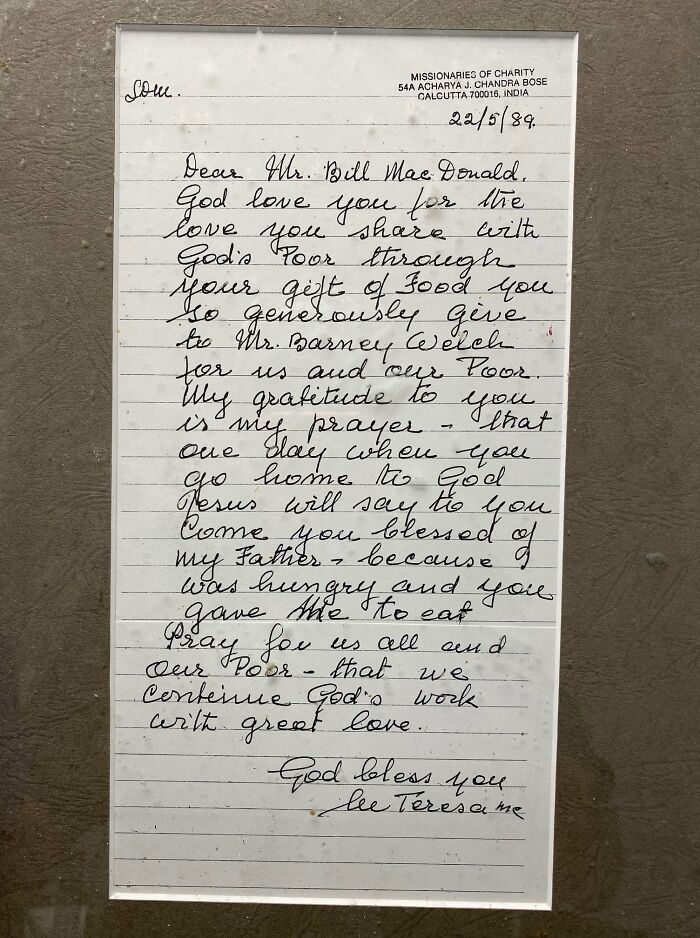 LDM.
MISSIONARIES OF CHARITY
54A ACHARYA J. CHANDRA BOSE
CALCUTTA 700016, INDIA
22/5/89.
Dear Mr. Bill Mac Donald.
God love you for the
love you share with
God's Poor through
your gift of Food you
so generously give
to Mr. Barney Welch
for us and our Poor.
My gratitude to you
is my prayer - that
one day when you
go home to God
Jesus will say to you
Come you blessed of
my Father - because I
was hungry and you
gave Me to eat
Pray for us all and
our Poor - that we
continue God's work
with great love.
God bless you
lee Teresa mc